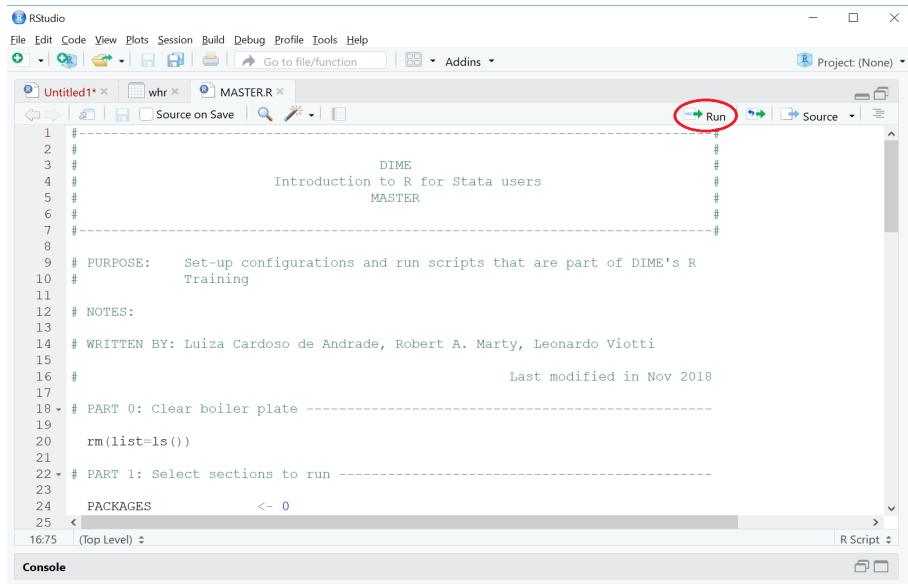 RStudio
File Edit Code View Plots Session Build Debug Profile Tools Help
Go to file/function Addins Project: (None)
Untitled1* whr MASTER.R
Source on Save Run Source
1 #------------------------------------------------------------------------------#
2 # #
3 # DIME #
4 # Introduction to R for Stata users #
5 # MASTER #
6 # #
7 #------------------------------------------------------------------------------#
8
9 # PURPOSE: Set-up configurations and run scripts that are part of DIME's R
10 # Training
11
12 # NOTES:
13
14 # WRITTEN BY: Luiza Cardoso de Andrade, Robert A. Marty, Leonardo Viotti
15
16 # Last modified in Nov 2018
17
18 # PART 0: Clear boiler plate --------------------------------------------------
19
20 rm(list=ls())
21
22 # PART 1: Select sections to run ----------------------------------------------
23
24 PACKAGES <- 0
25
16:75 (Top Level) R Script
Console